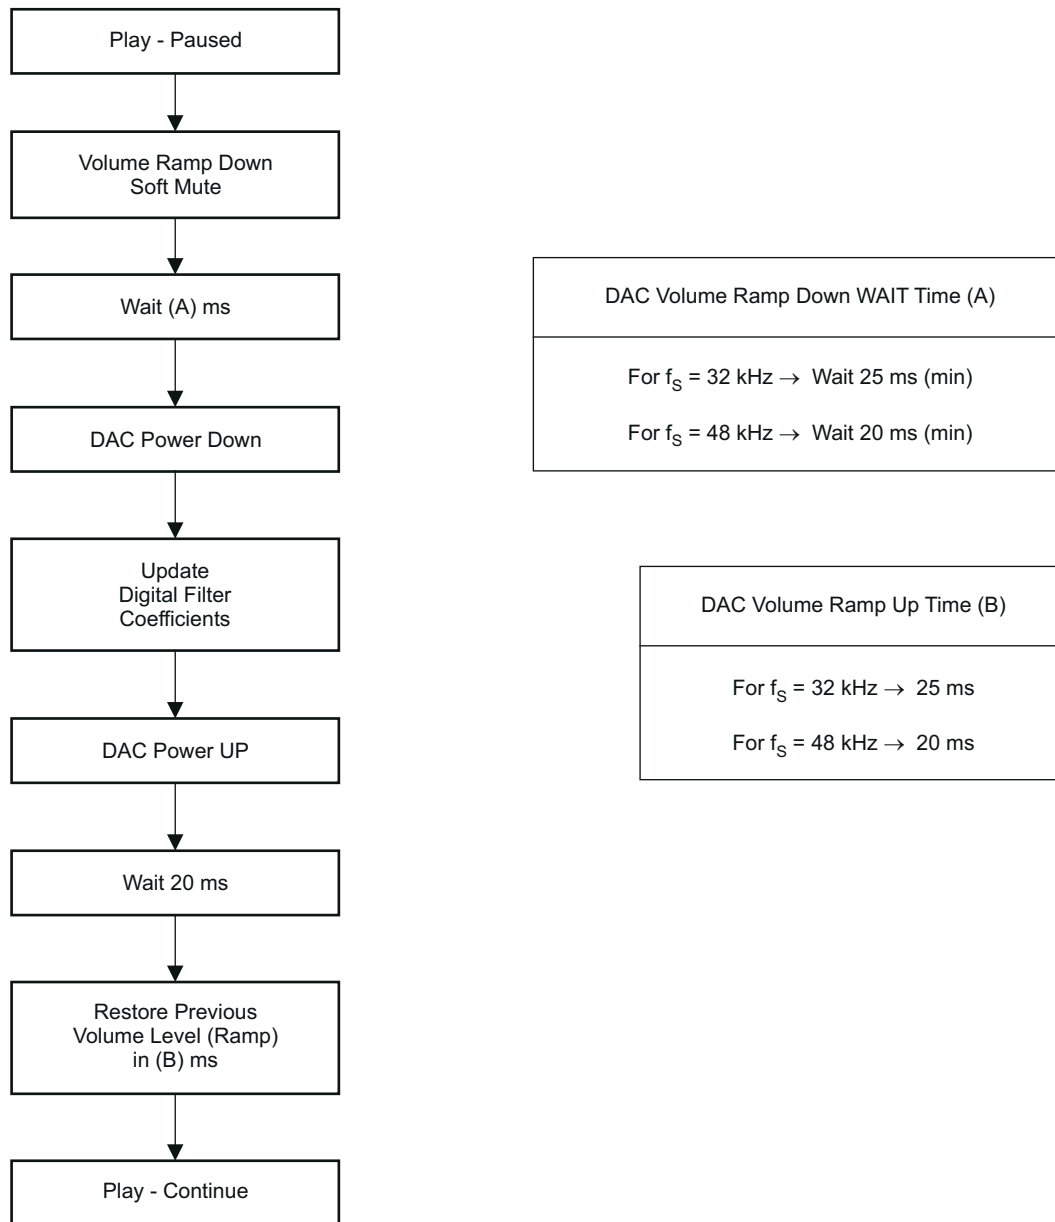 Play - Paused
Volume Ramp Down
Soft Mute
Wait (A) ms
DAC Power Down
Update
Digital Filter
Coefficients
DAC Power UP
Wait 20 ms
Restore Previous
Volume Level (Ramp)
in (B) ms
Play - Continue
DAC Volume Ramp Down WAIT Time (A)
For fS = 32 kHz → Wait 25 ms (min)
For fS = 48 kHz → Wait 20 ms (min)
DAC Volume Ramp Up Time (B)
For fS = 32 kHz → 25 ms
For fS = 48 kHz → 20 ms